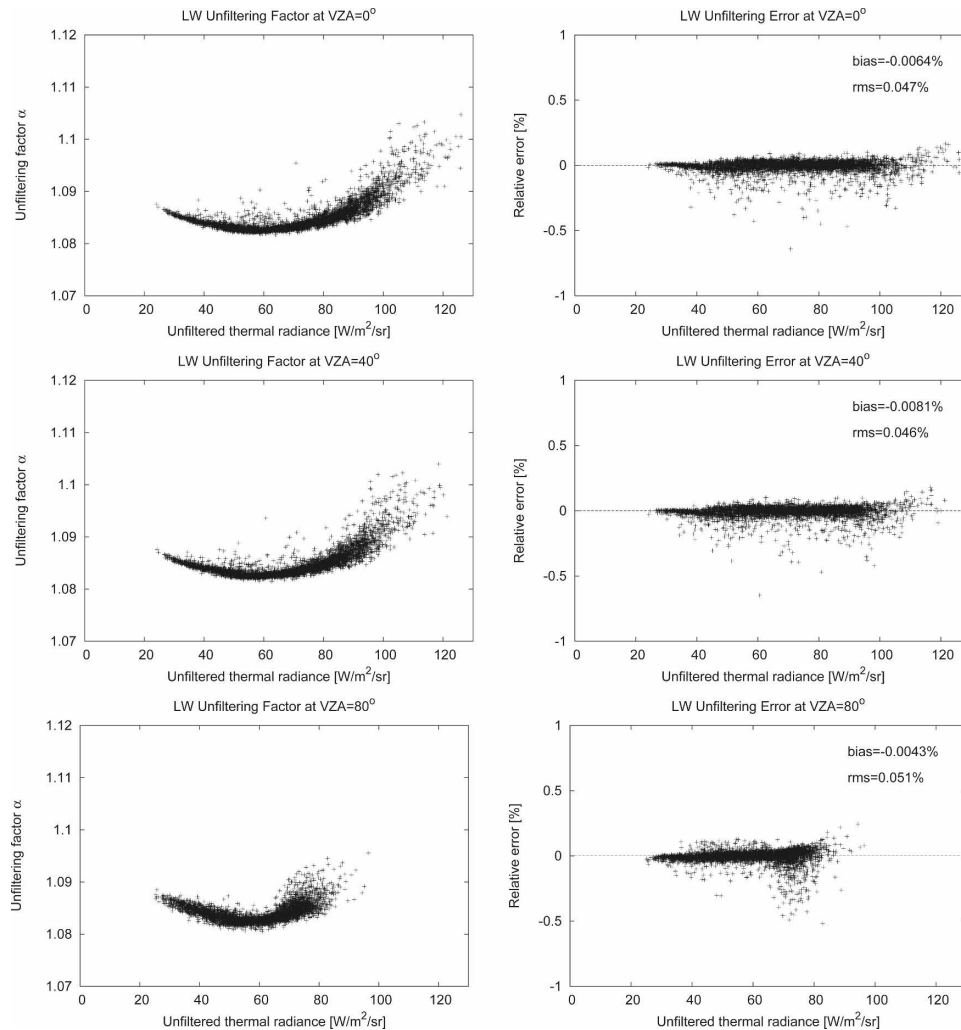 LW Unfiltering Factor at VZA=0°
1.12
1.11
1.1
1.09
1.08
1.07
Unfiltering factor α
0 20 40 60 80 100 120
Unfiltered thermal radiance [W/m²/sr]
LW Unfiltering Error at VZA=0°
bias=-0.0064%
rms=0.047%
1
0.5
0
-0.5
-1
Relative error [%]
0 20 40 60 80 100 120
Unfiltered thermal radiance [W/m²/sr]
LW Unfiltering Factor at VZA=40°
1.12
1.11
1.1
1.09
1.08
1.07
Unfiltering factor α
0 20 40 60 80 100 120
Unfiltered thermal radiance [W/m²/sr]
LW Unfiltering Error at VZA=40°
bias=-0.0081%
rms=0.046%
1
0.5
0
-0.5
-1
Relative error [%]
0 20 40 60 80 100 120
Unfiltered thermal radiance [W/m²/sr]
LW Unfiltering Factor at VZA=80°
1.12
1.11
1.1
1.09
1.08
1.07
Unfiltering factor α
0 20 40 60 80 100 120
Unfiltered thermal radiance [W/m²/sr]
LW Unfiltering Error at VZA=80°
bias=-0.0043%
rms=0.051%
1
0.5
0
-0.5
-1
Relative error [%]
0 20 40 60 80 100 120
Unfiltered thermal radiance [W/m²/sr]